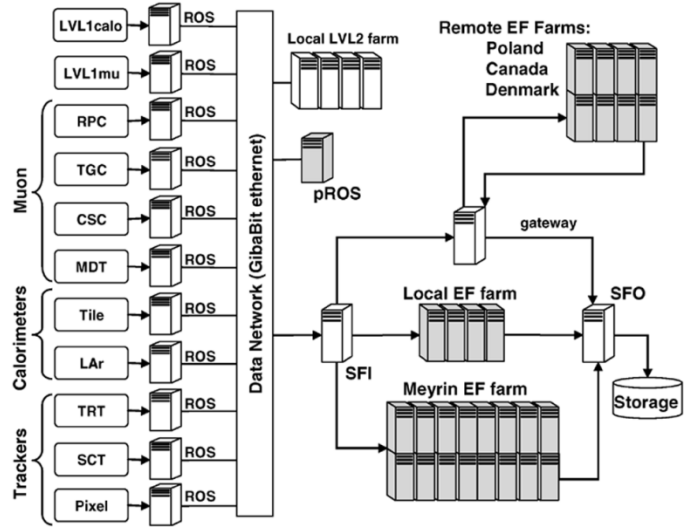 LVL1calo
ROS
LVL1mu
ROS
Muon
RPC
ROS
TGC
ROS
CSC
ROS
MDT
ROS
Calorimeters
Tile
ROS
LAr
ROS
Trackers
TRT
ROS
SCT
ROS
Pixel
ROS
Data Network (GibaBit ethernet)
Local LVL2 farm
pROS
Remote EF Farms:
Poland
Canada
Denmark
gateway
SFI
Local EF farm
SFO
Meyrin EF farm
Storage